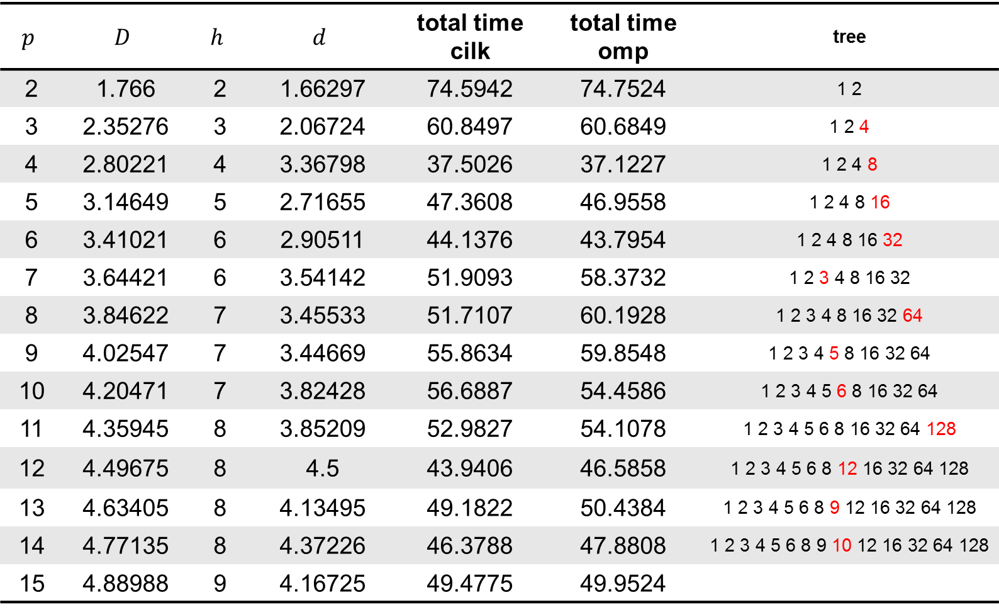 p D h d total time cilk total time omp tree
2 1.766 2 1.66297 74.5942 74.7524 1 2
3 2.35276 3 2.06724 60.8497 60.6849 1 2 4
4 2.80221 4 3.36798 37.5026 37.1227 1 2 4 8
5 3.14649 5 2.71655 47.3608 46.9558 1 2 4 8 16
6 3.41021 6 2.90511 44.1376 43.7954 1 2 4 8 16 32
7 3.64421 6 3.54142 51.9093 58.3732 1 2 3 4 8 16 32
8 3.84622 7 3.45533 51.7107 60.1928 1 2 3 4 8 16 32 64
9 4.02547 7 3.44669 55.8634 59.8548 1 2 3 4 5 8 16 32 64
10 4.20471 7 3.82428 56.6887 54.4586 1 2 3 4 5 6 8 16 32 64
11 4.35945 8 3.85209 52.9827 54.1078 1 2 3 4 5 6 8 16 32 64 128
12 4.49675 8 4.5 43.9406 46.5858 1 2 3 4 5 6 8 12 16 32 64 128
13 4.63405 8 4.13495 49.1822 50.4384 1 2 3 4 5 6 8 9 12 16 32 64 128
14 4.77135 8 4.37226 46.3788 47.8808 1 2 3 4 5 6 8 9 10 12 16 32 64 128
15 4.88988 9 4.16725 49.4775 49.9524